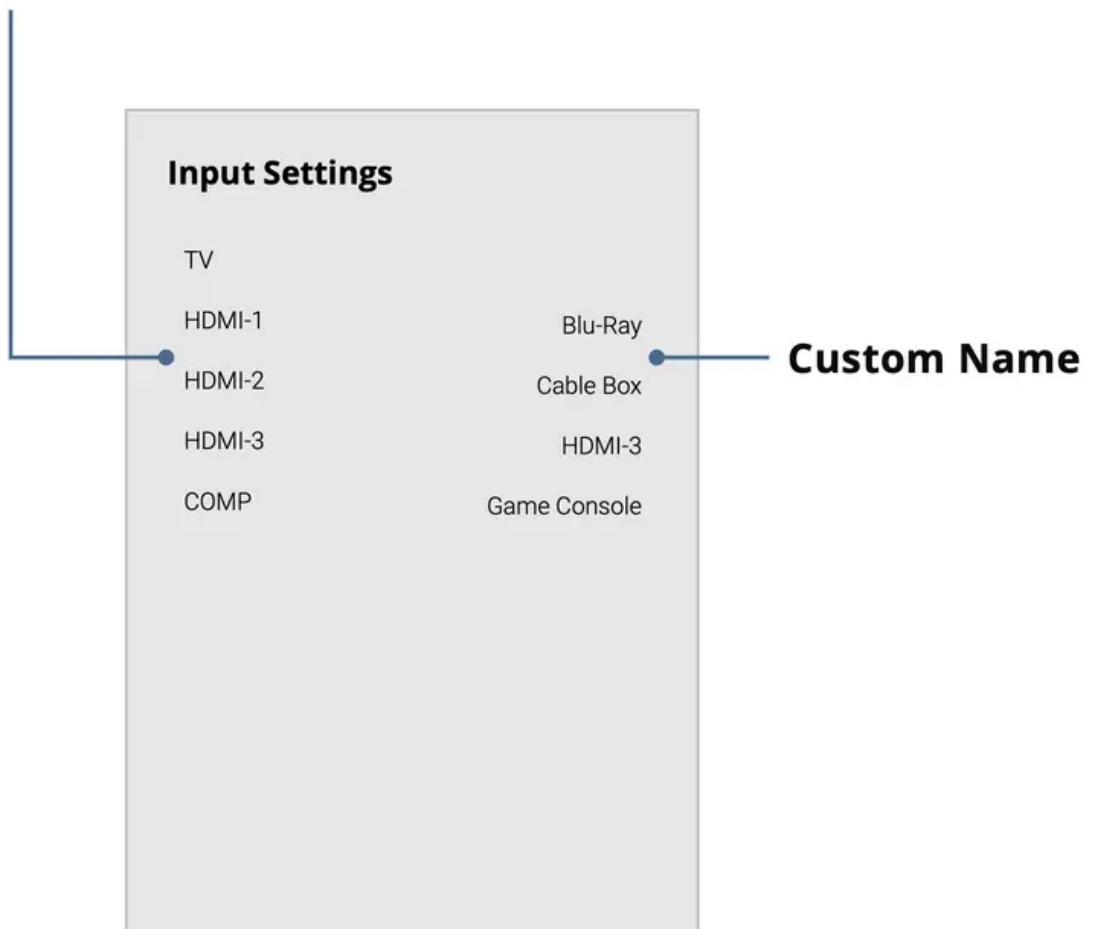 Input Settings
TV
HDMI-1 Blu-Ray
Custom Name
HDMI-2 Cable Box
HDMI-3 HDMI-3
COMP Game Console